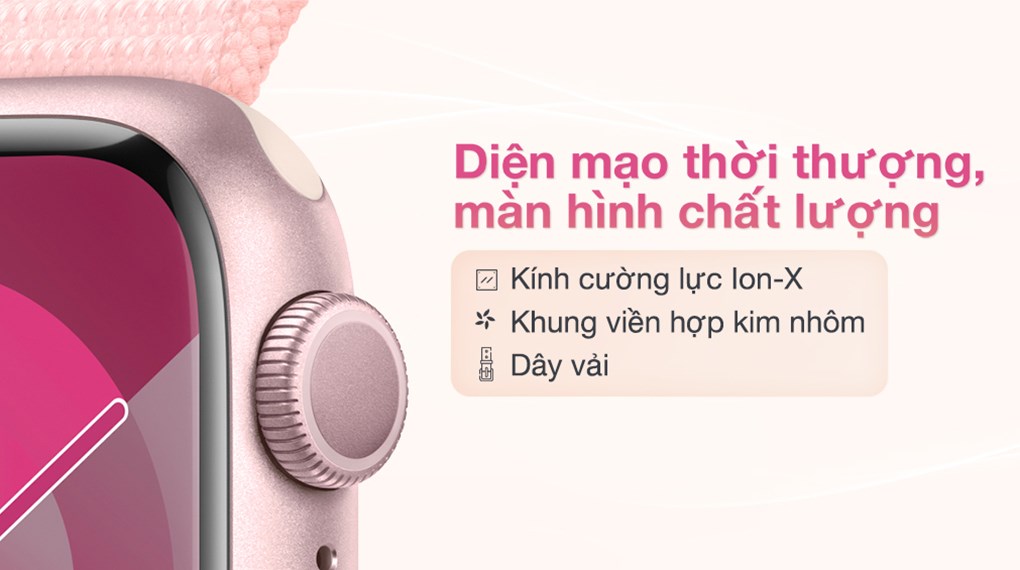 Diện mạo thời thượng,
màn hình chất lượng
Kính cường lực Ion-X
Khung viền hợp kim nhôm
Dây vải